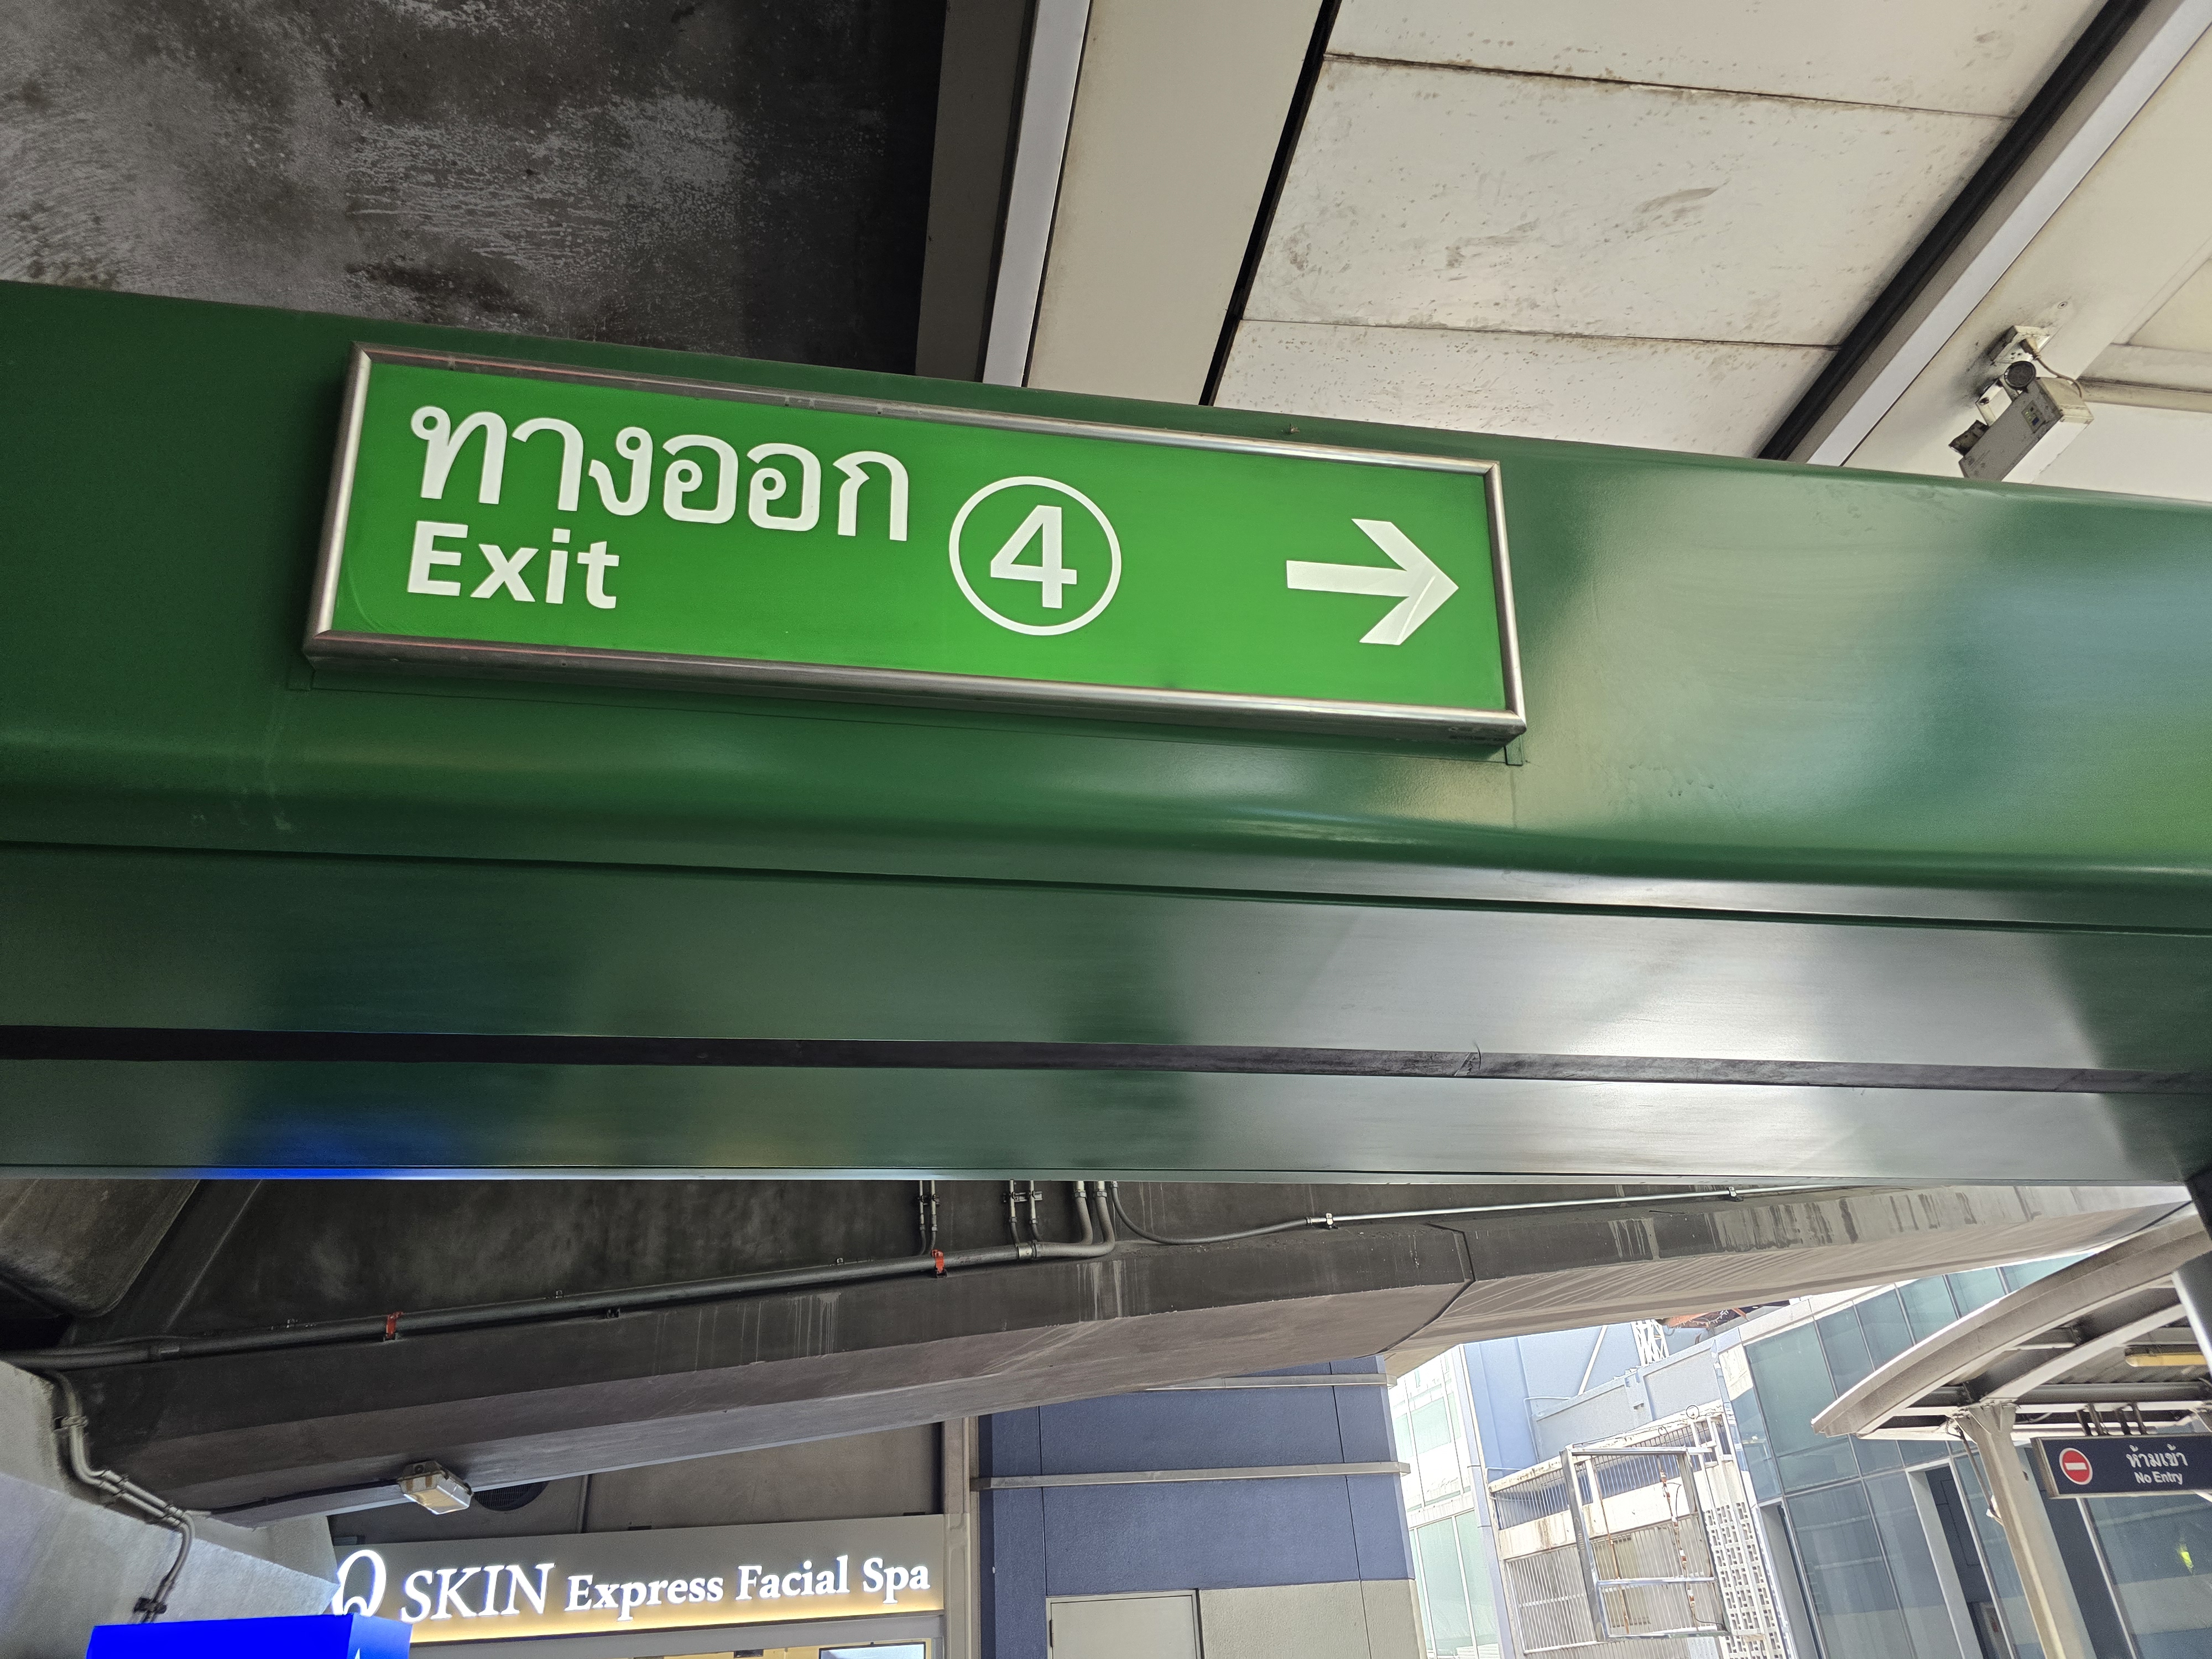 ทางออก
Exit
4
ห้ามเข้า
No Entry
SKIN Express Facial Spa